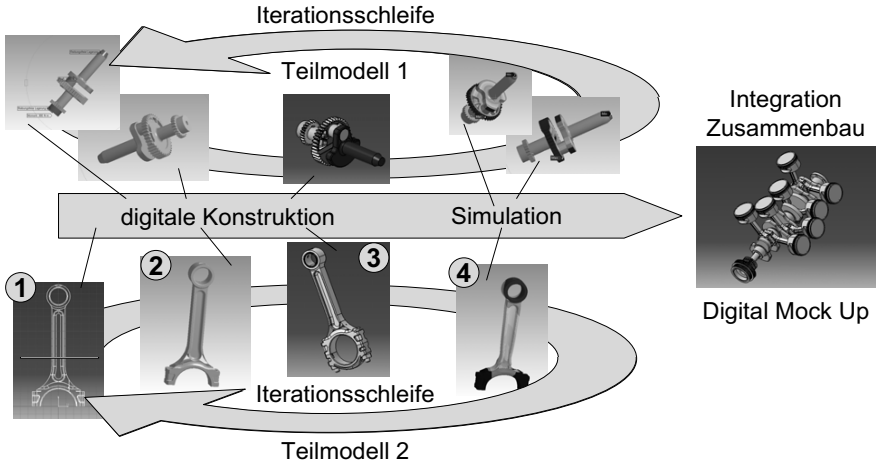 Iterationsschleife
Teilmodell 1
Integration
Zusammenbau
digitale Konstruktion
Simulation
1
2
3
4
Digital Mock Up
Iterationsschleife
Teilmodell 2